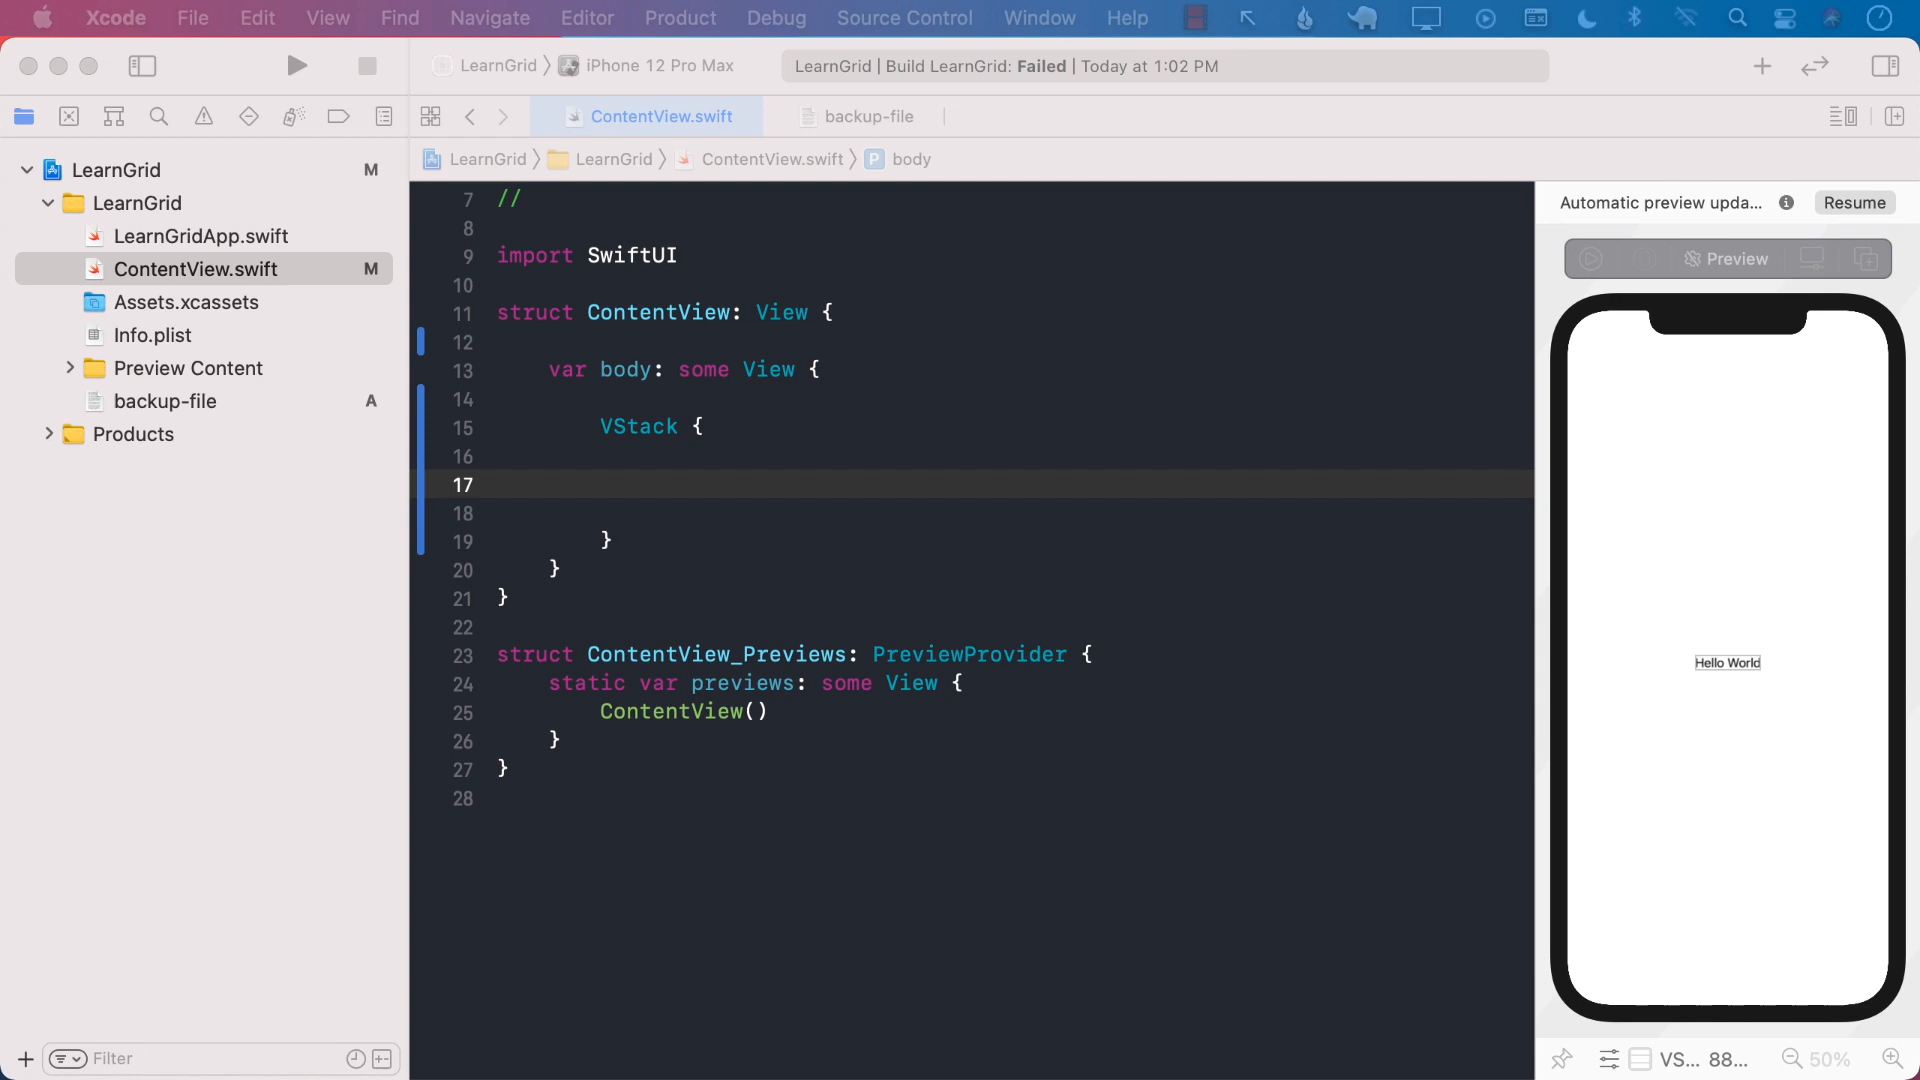 Xcode File Edit View Find Navigate Editor Product Debug Source Control Window Help
LearnGrid iPhone 12 Pro Max LearnGrid | Build LearnGrid: Failed | Today at 1:02 PM
ContentView.swift backup-file
LearnGrid LearnGrid ContentView.swift P body
LearnGrid M
LearnGrid
LearnGridApp.swift
ContentView.swift M
Assets.xcassets
Info.plist
Preview Content
backup-file A
Products
Filter
7 //
8
9 import SwiftUI
10
11 struct ContentView: View {
12
13 var body: some View {
14
15 VStack {
16
17
18
19 }
20 }
21 }
22
23 struct ContentView_Previews: PreviewProvider {
24 static var previews: some View {
25 ContentView()
26 }
27 }
28
Automatic preview upda... Resume
Preview
Hello World
VS... 88... 50%